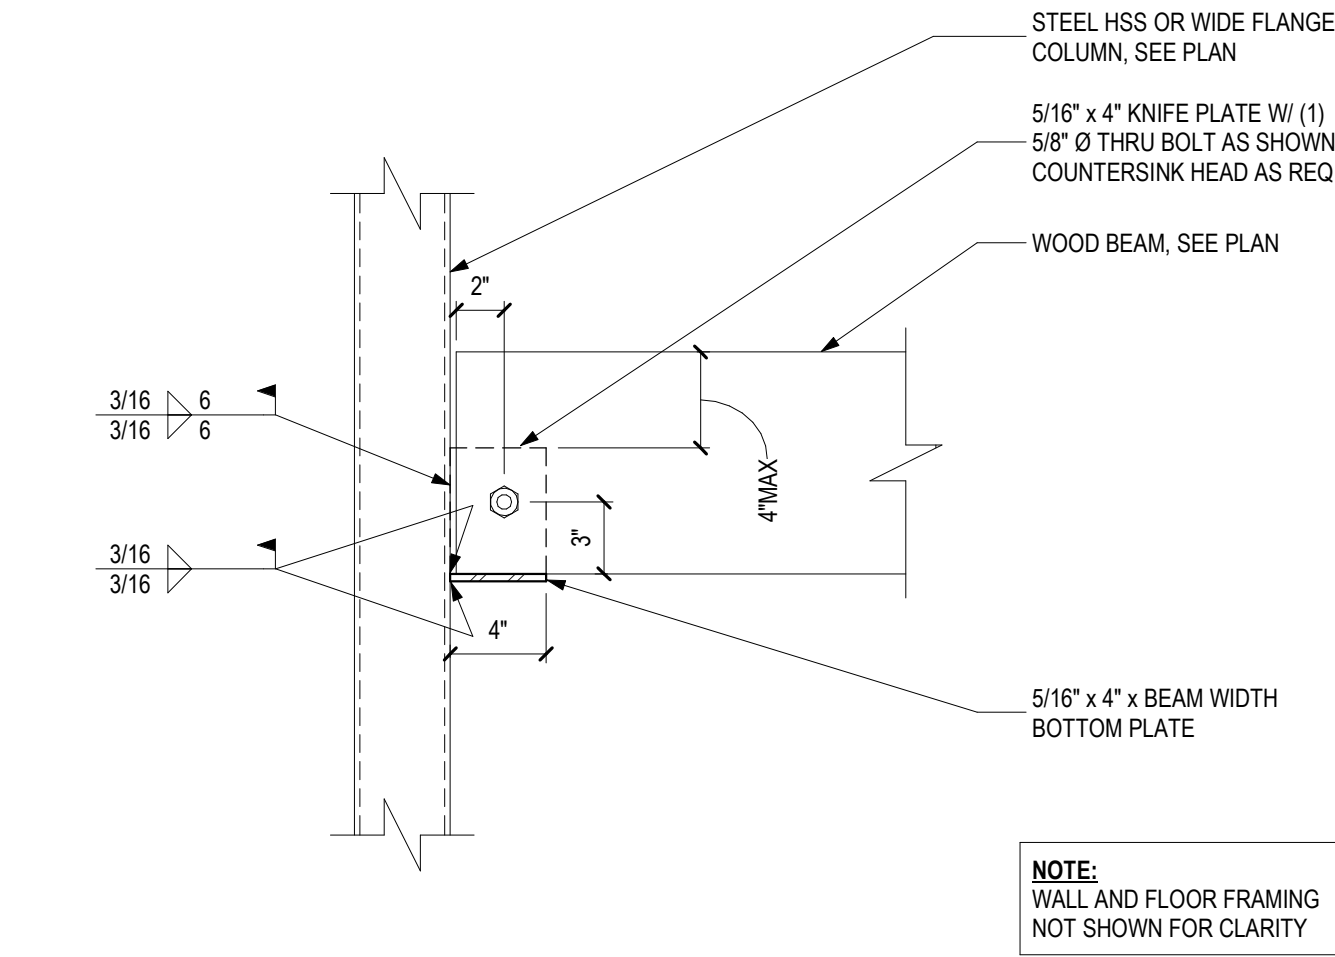 STEEL HSS OR WIDE FLANGE
COLUMN, SEE PLAN
5/16" x 4" KNIFE PLATE W/ (1)
5/8" Ø THRU BOLT AS SHOWN
COUNTERSINK HEAD AS REQ
WOOD BEAM, SEE PLAN
2"
3/16 6
3/16 6
4"MAX
3"
3/16
3/16
4"
5/16" x 4" x BEAM WIDTH
BOTTOM PLATE
NOTE:
WALL AND FLOOR FRAMING
NOT SHOWN FOR CLARITY